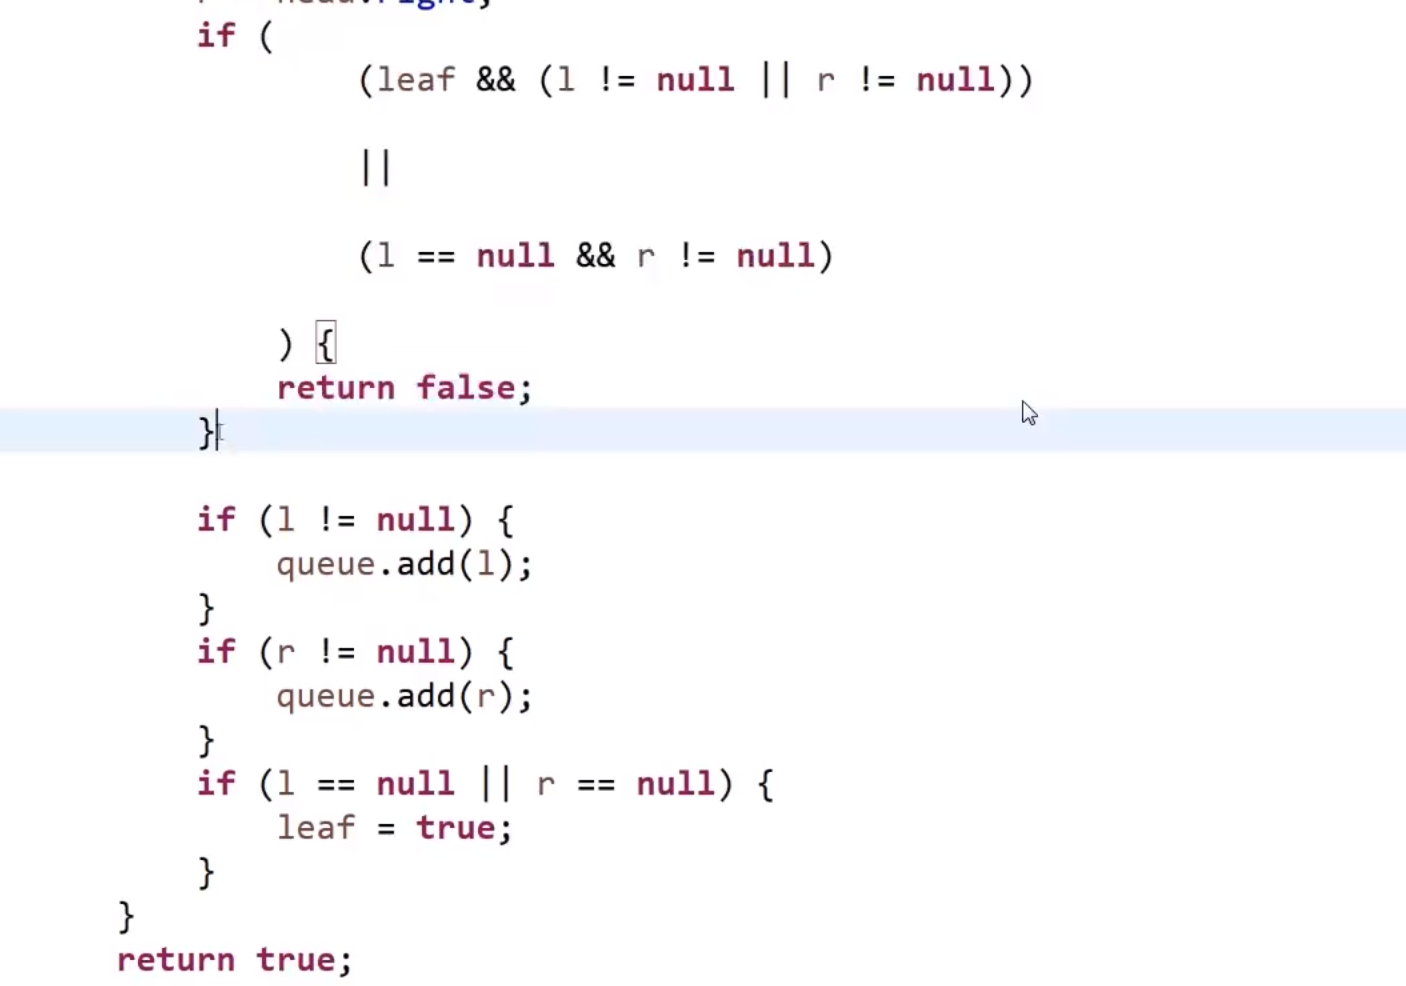 if (
(leaf && (l != null || r != null))
||
(l == null && r != null)
) {
return false;
}
if (l != null) {
queue.add(l);
}
if (r != null) {
queue.add(r);
}
if (l == null || r == null) {
leaf = true;
}
}
return true;